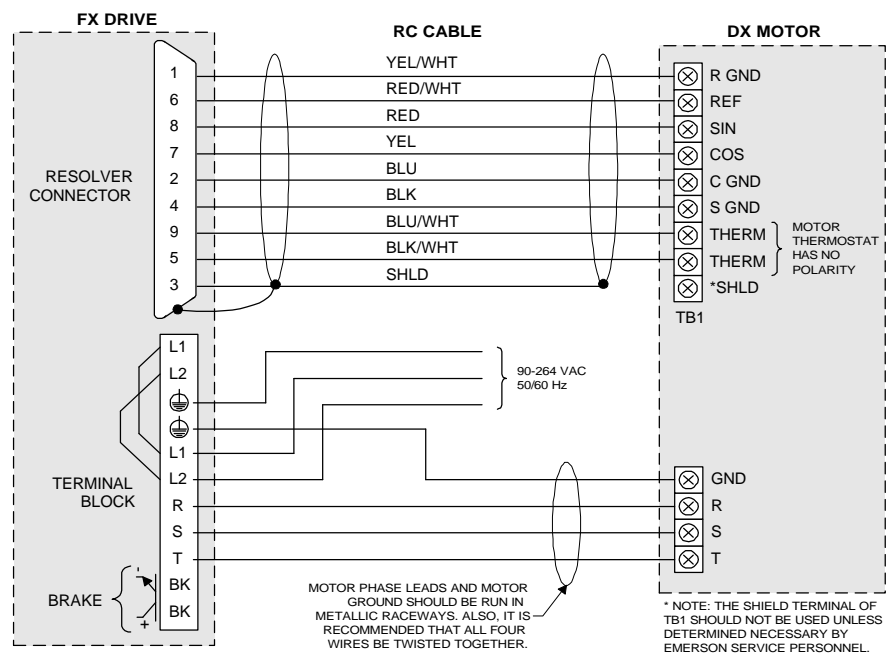 FX DRIVE
RC CABLE
DX MOTOR
RESOLVER
CONNECTOR
1
6
8
7
2
4
9
5
3
YEL/WHT
RED/WHT
RED
YEL
BLU
BLK
BLU/WHT
BLK/WHT
SHLD
R GND
REF
SIN
COS
C GND
S GND
THERM
THERM
*SHLD
TB1
MOTOR
THERMOSTAT
HAS NO
POLARITY
L1
L2
L1
L2
R
S
T
BK
BK
TERMINAL
BLOCK
BRAKE
-
+
90-264 VAC
50/60 Hz
GND
R
S
T
MOTOR PHASE LEADS AND MOTOR
GROUND SHOULD BE RUN IN
METALLIC RACEWAYS. ALSO, IT IS
RECOMMENDED THAT ALL FOUR
WIRES BE TWISTED TOGETHER.
* NOTE: THE SHIELD TERMINAL OF
TB1 SHOULD NOT BE USED UNLESS
DETERMINED NECESSARY BY
EMERSON SERVICE PERSONNEL.